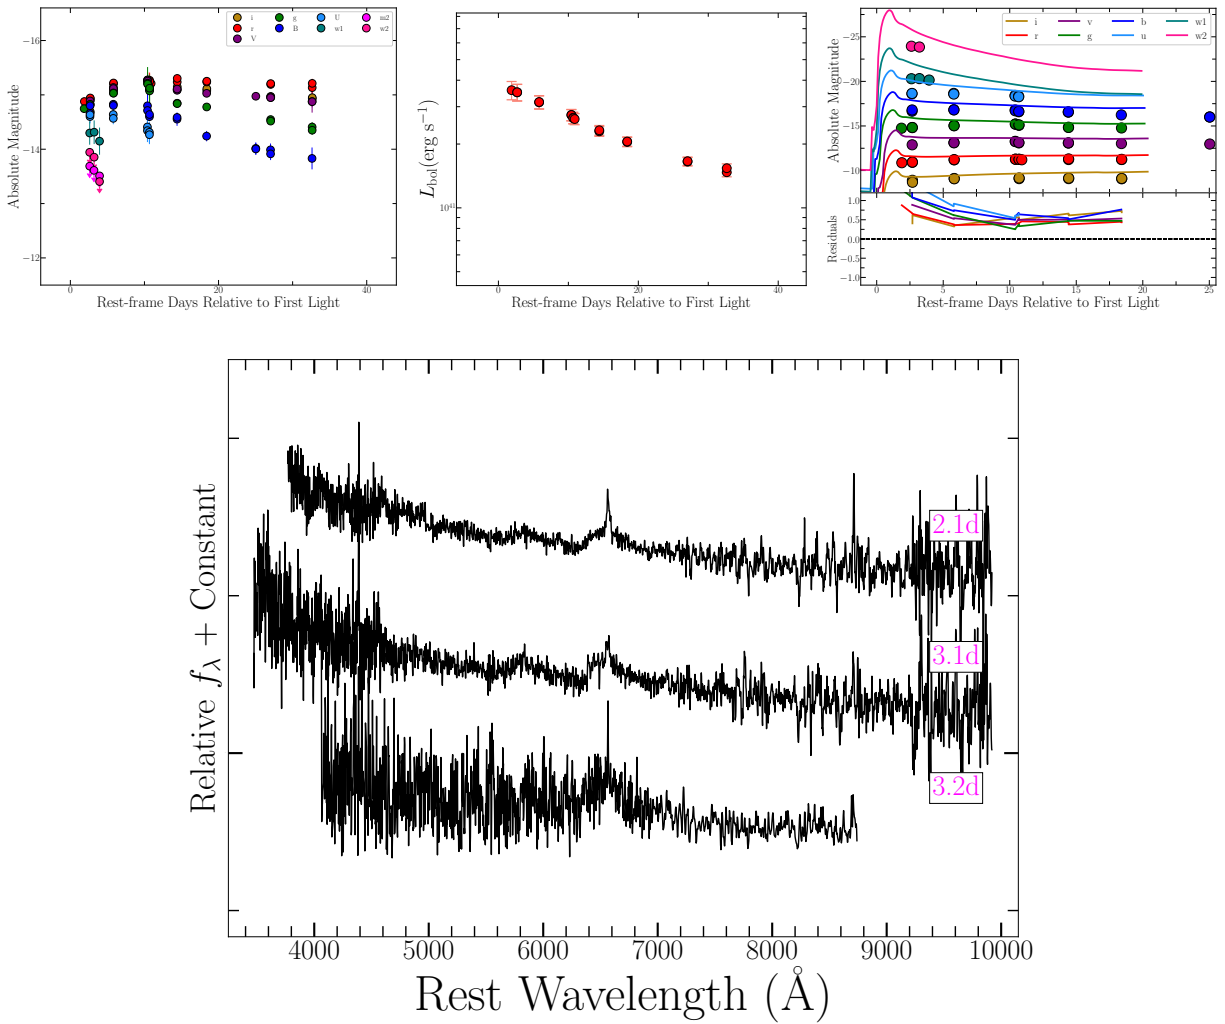 −16
−14
−12
Absolute Magnitude
i
r
V
g
B
U
w1
m2
w2
0
20
40
Rest-frame Days Relative to First Light
L_bol(erg s⁻¹)
0
20
40
Rest-frame Days Relative to First Light
−25
−20
−15
−10
Absolute Magnitude
i
r
v
g
b
u
w1
w2
1.0
0.5
0.0
−0.5
−1.0
Residuals
0
5
10
15
20
25
Rest-frame Days Relative to First Light
Relative f_λ + Constant
2.1d
3.1d
3.2d
4000
5000
6000
7000
8000
9000
10000
Rest Wavelength (Å)